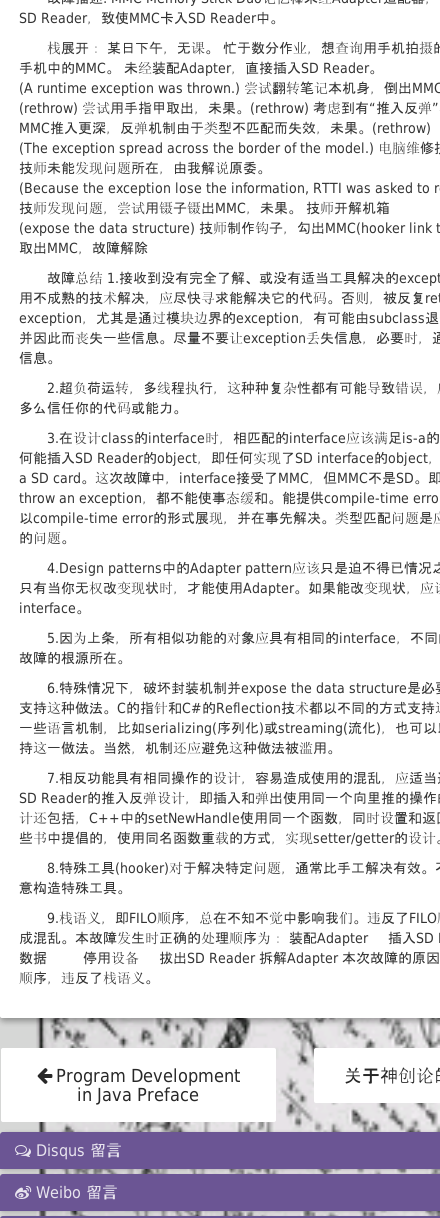 故障描述: MMC Memory Stick Duo记忆棒未经Adapter适配器，
SD Reader，致使MMC卡入SD Reader中。
栈展开 ： 某日下午，无课。 忙于数分作业，想查询用手机拍摄的
手机中的MMC。 未经装配Adapter，直接插入SD Reader。
(A runtime exception was thrown.) 尝试翻转笔记本机身，倒出MMC
(rethrow) 尝试用手指甲取出，未果。(rethrow) 考虑到有“推入反弹”
MMC推入更深，反弹机制由于类型不匹配而失效，未果。(rethrow)
(The exception spread across the border of the model.) 电脑维修技
技师未能发现问题所在，由我解说原委。
(Because the exception lose the information, RTTI was asked to r
技师发现问题，尝试用镊子镊出MMC，未果。 技师开解机箱
(expose the data structure) 技师制作钩子，勾出MMC(hooker link t
取出MMC，故障解除
故障总结 1.接收到没有完全了解、或没有适当工具解决的except
用不成熟的技术解决，应尽快寻求能解决它的代码。否则，被反复ret
exception，尤其是通过模块边界的exception，有可能由subclass退
并因此而丧失一些信息。尽量不要让exception丢失信息，必要时，通
信息。
2.超负荷运转，多线程执行，这种种复杂性都有可能导致错误，
多么信任你的代码或能力。
3.在设计class的interface时，相匹配的interface应该满足is-a的
何能插入SD Reader的object，即任何实现了SD interface的object，
a SD card。这次故障中，interface接受了MMC，但MMC不是SD。即
throw an exception，都不能使事态缓和。能提供compile-time erro
以compile-time error的形式展现，并在事先解决。类型匹配问题是应
的问题。
4.Design patterns中的Adapter pattern应该只是迫不得已情况之
只有当你无权改变现状时，才能使用Adapter。如果能改变现状，应该
interface。
5.因为上条，所有相似功能的对象应具有相同的interface，不同
故障的根源所在。
6.特殊情况下，破坏封装机制并expose the data structure是必要
支持这种做法。C的指针和C#的Reflection技术都以不同的方式支持这
一些语言机制，比如serializing(序列化)或streaming(流化)，也可以
持这一做法。当然，机制还应避免这种做法被滥用。
7.相反功能具有相同操作的设计，容易造成使用的混乱，应适当避
SD Reader的推入反弹设计，即插入和弹出使用同一个向里推的操作的
计还包括，C++中的setNewHandle使用同一个函数，同时设置和返回
些书中提倡的，使用同名函数重载的方式，实现setter/getter的设计。
8.特殊工具(hooker)对于解决特定问题，通常比手工解决有效。不
意构造特殊工具。
9.栈语义，即FILO顺序，总在不知不觉中影响我们。违反了FILO
成混乱。本故障发生时正确的处理顺序为 ： 装配Adapter 插入SD
数据 停用设备 拔出SD Reader 拆解Adapter 本次故障的原因
顺序，违反了栈语义。
Program Development
in Java Preface
关于神创论的
Disqus 留言
Weibo 留言